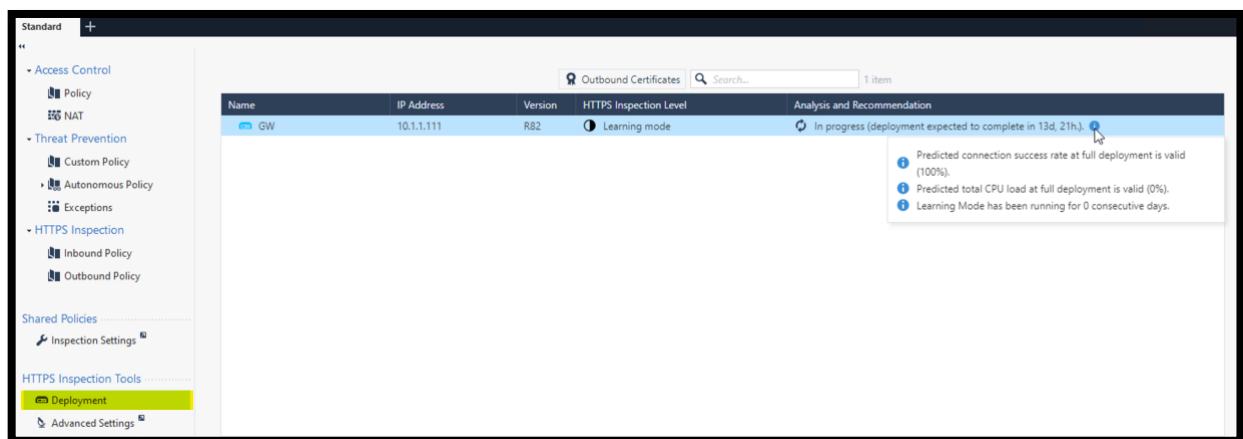 Standard +
Access Control
Policy
NAT
Threat Prevention
Custom Policy
Autonomous Policy
Exceptions
HTTPS Inspection
Inbound Policy
Outbound Policy
Shared Policies
Inspection Settings
HTTPS Inspection Tools
Deployment
Advanced Settings
Outbound Certificates Search... 1 item
Name IP Address Version HTTPS Inspection Level Analysis and Recommendation
GW 10.1.1.111 R82 Learning mode In progress (deployment expected to complete in 13d, 21h.).
Predicted connection success rate at full deployment is valid
(100%).
Predicted total CPU load at full deployment is valid (0%).
Learning Mode has been running for 0 consecutive days.